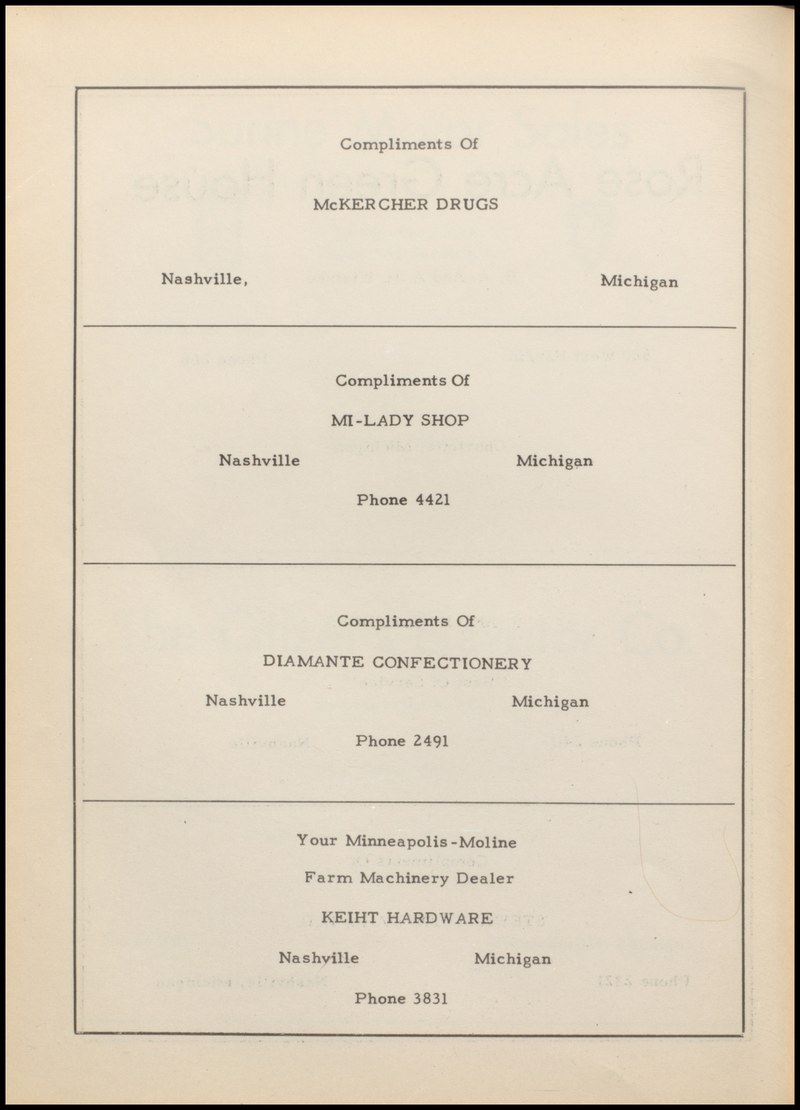 Compliments Of
McKERCHER DRUGS
Nashville, Michigan
Compliments Of
MI-LADY SHOP
Nashville Michigan
Phone 4421
Compliments Of
DIAMANTE CONFECTIONERY
Nashville Michigan
Phone 2491
Your Minneapolis-Moline
Farm Machinery Dealer
KEIHT HARDWARE
Nashville Michigan
Phone 3831